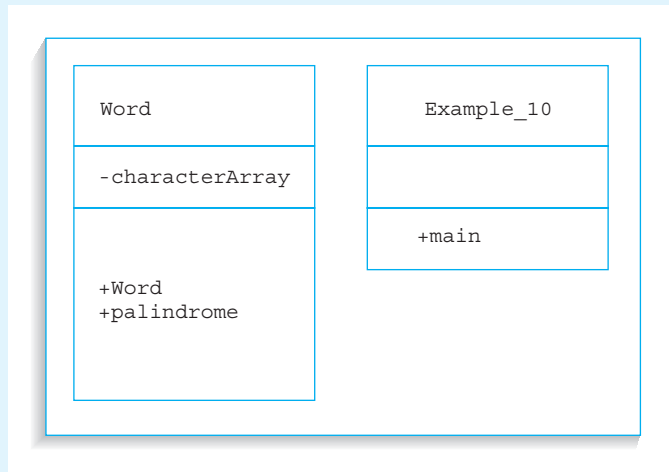 Word
-characterArray
+Word
+palindrome
Example_10
+main